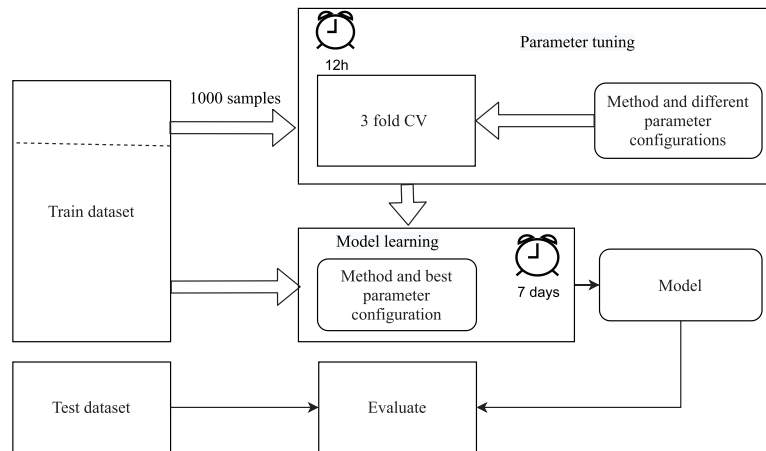 Parameter tuning
12h
1000 samples
3 fold CV
Method and different
parameter
configurations
Train dataset
Model learning
Method and best
parameter
configuration
7 days
Model
Test dataset
Evaluate